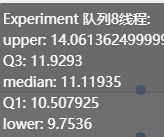 Experiment 队列8线程:
upper: 14.061362499999
Q3: 11.9293
median: 11.11935
Q1: 10.507925
lower: 9.7536